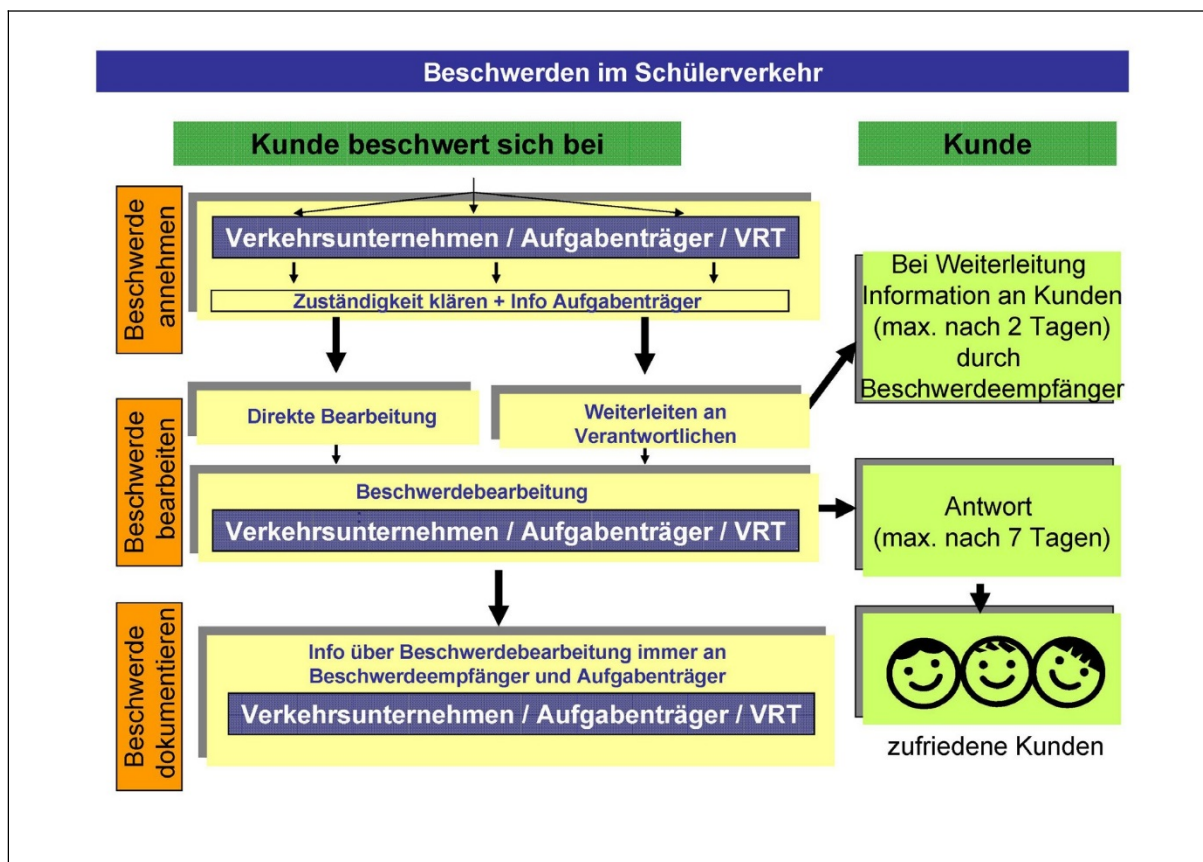 Beschwerden im Schülerverkehr
Kunde beschwert sich bei
Kunde
Beschwerde
annehmen
Verkehrsunternehmen / Aufgabenträger / VRT
Zuständigkeit klären + Info Aufgabenträger
Bei Weiterleitung
Information an Kunden
(max. nach 2 Tagen)
durch
Beschwerdeempfänger
Beschwerde
bearbeiten
Direkte Bearbeitung
Weiterleiten an
Verantwortlichen
Beschwerdebearbeitung
Verkehrsunternehmen / Aufgabenträger / VRT
Antwort
(max. nach 7 Tagen)
Beschwerde
dokumentieren
Info über Beschwerdebearbeitung immer an
Beschwerdeempfänger und Aufgabenträger
Verkehrsunternehmen / Aufgabenträger / VRT
zufriedene Kunden